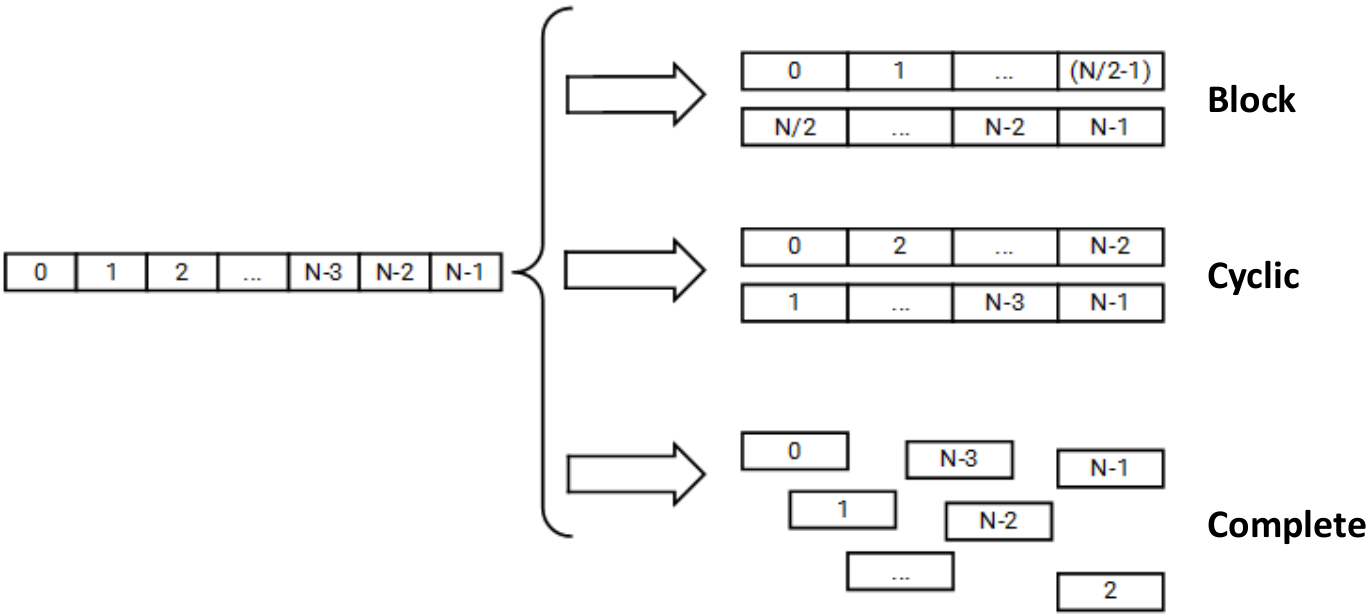 0 1 2 ... N-3 N-2 N-1
0 1 ... (N/2-1)
N/2 ... N-2 N-1
Block
0 2 ... N-2
1 ... N-3 N-1
Cyclic
0 N-3 N-1
1 N-2
... 2
Complete